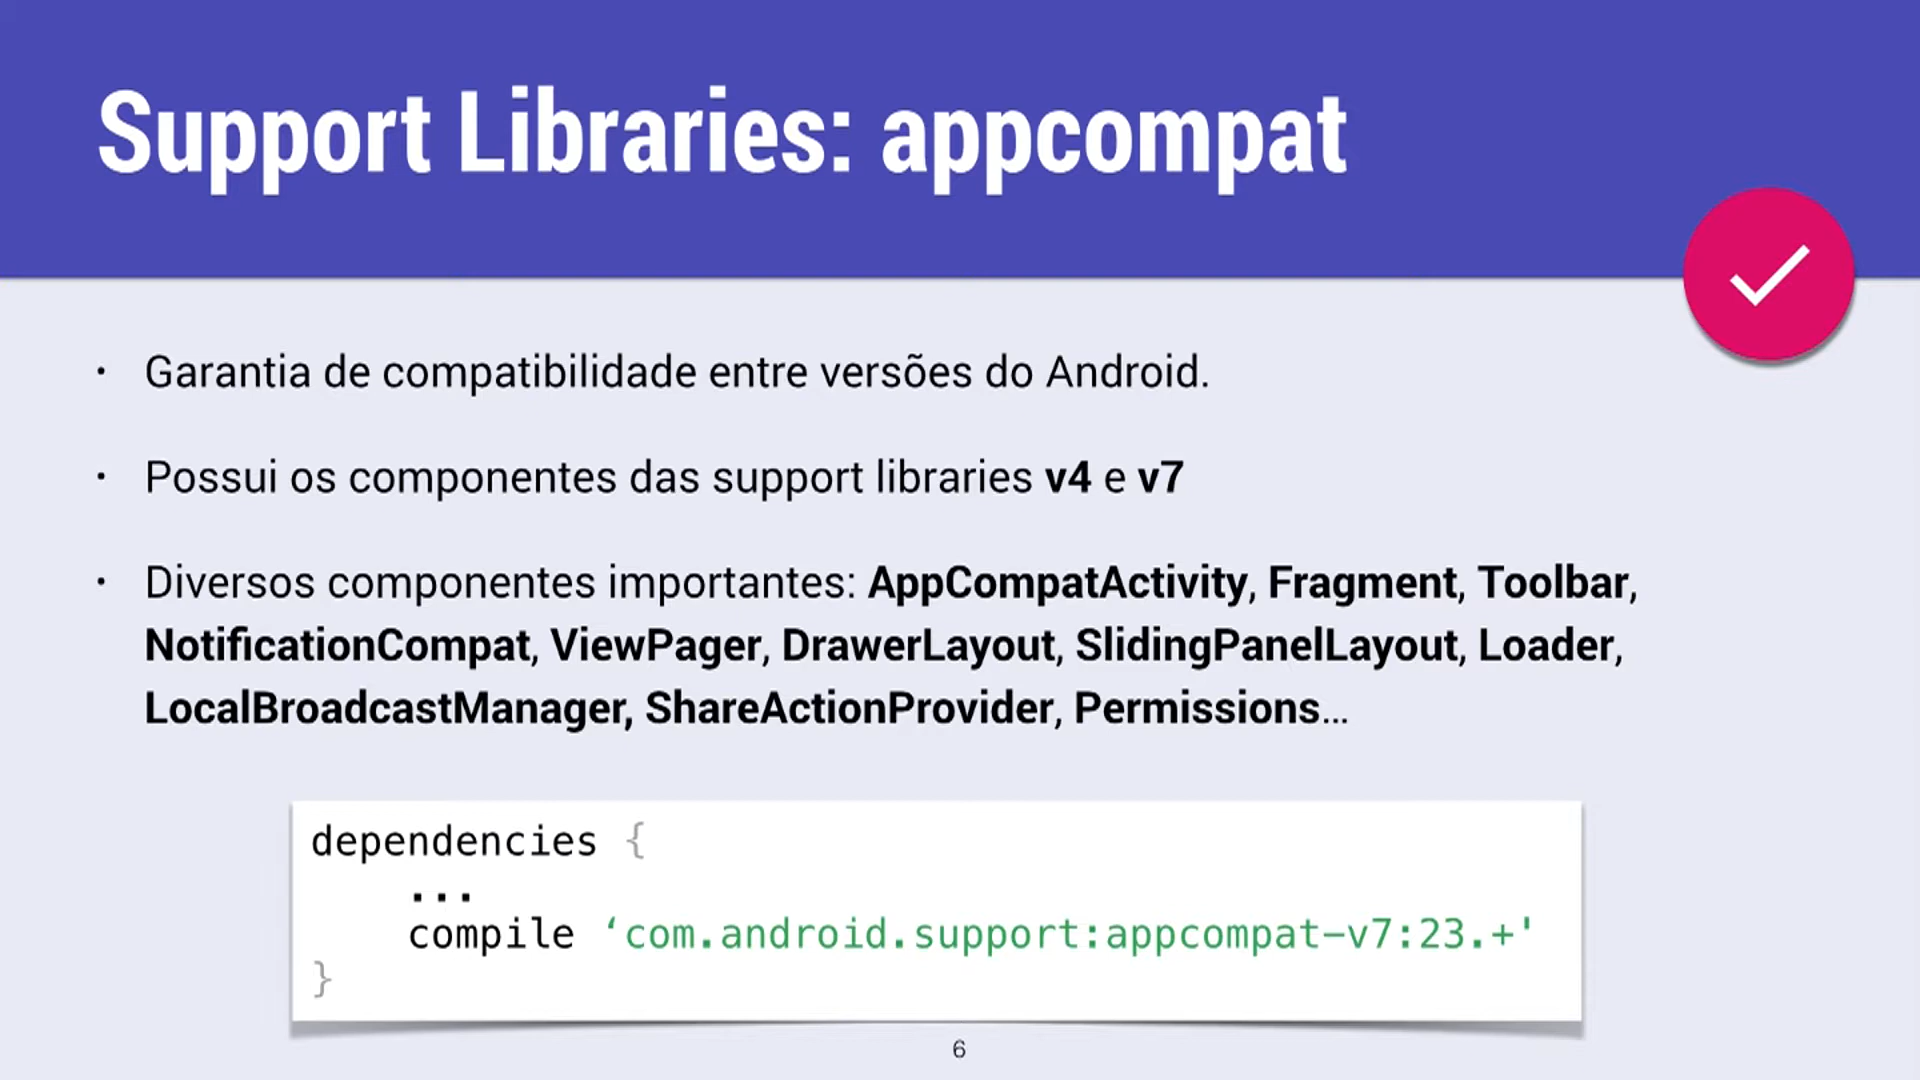 Support Libraries: appcompat
• Garantia de compatibilidade entre versões do Android.
• Possui os componentes das support libraries v4 e v7
• Diversos componentes importantes: AppCompatActivity, Fragment, Toolbar,
NotificationCompat, ViewPager, DrawerLayout, SlidingPanelLayout, Loader,
LocalBroadcastManager, ShareActionProvider, Permissions...
dependencies {
...
compile ‘com.android.support:appcompat-v7:23.+'
}
6